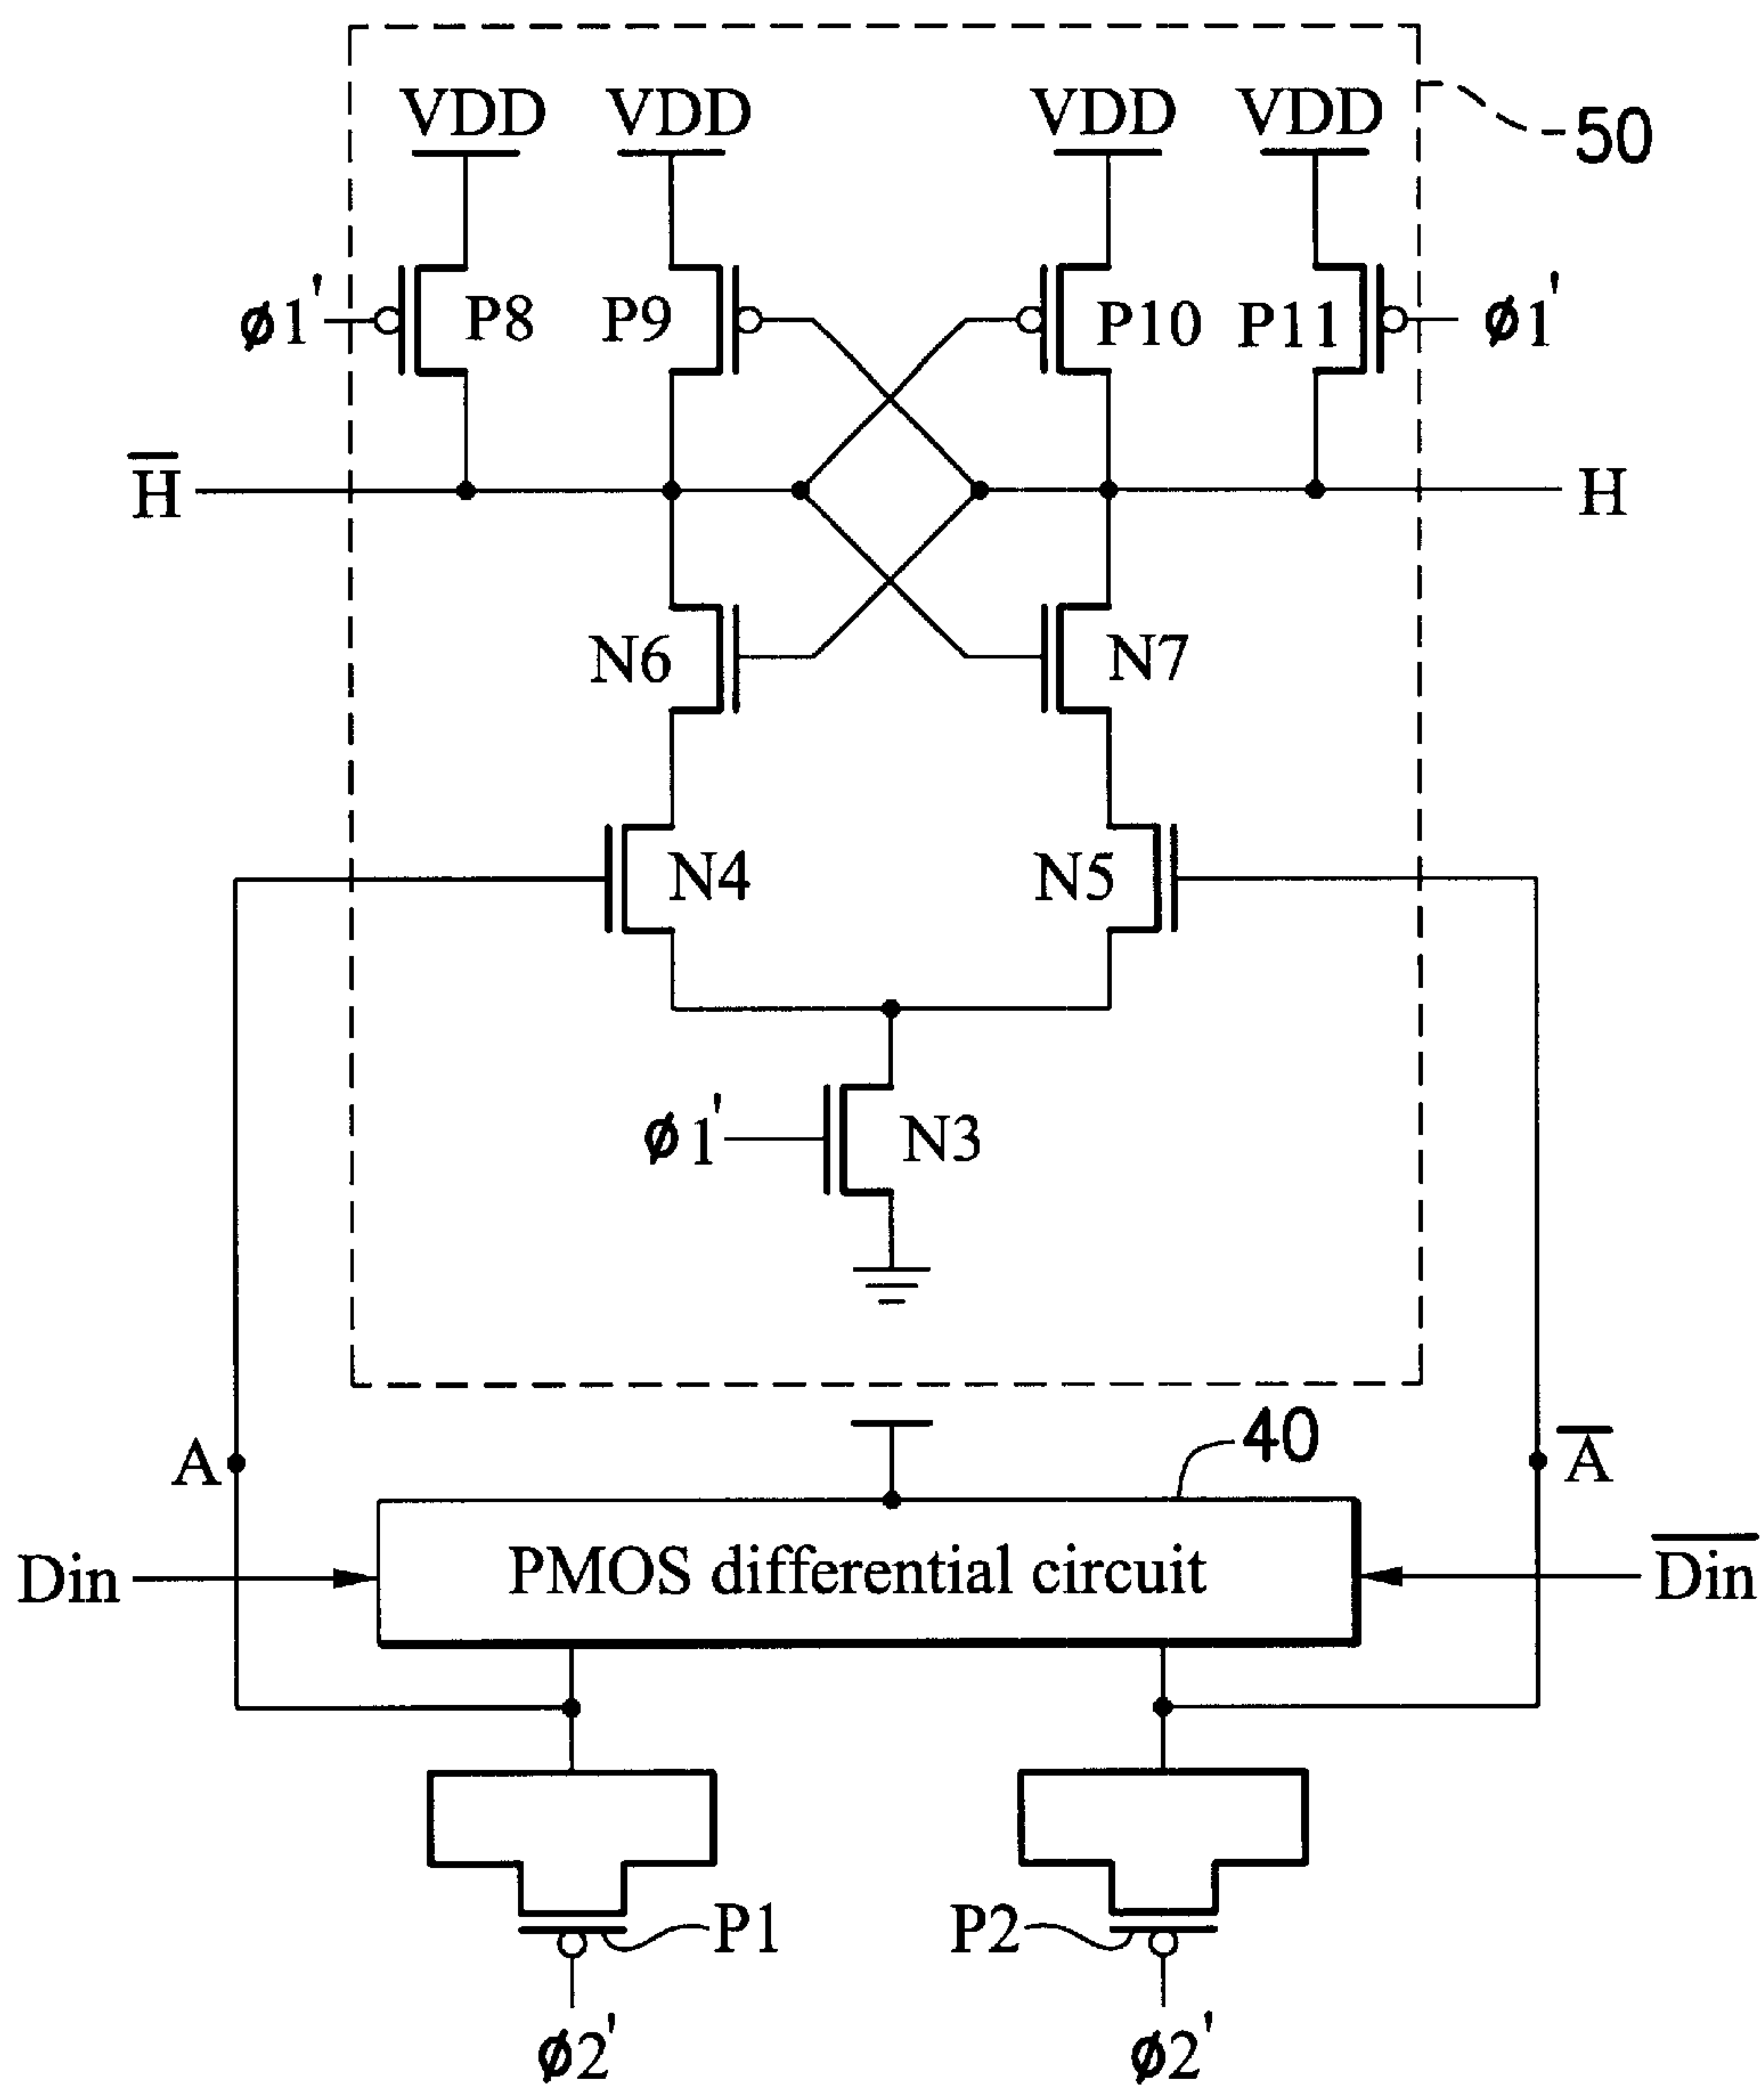 VDD VDD VDD VDD
50
ø1' P8 P9 P10 P11 ø1'
H̅ H
N6 N7
N4 N5
ø1' N3
A 40 A̅
Din PMOS differential circuit D̅i̅n̅
P1 P2
ø2' ø2'